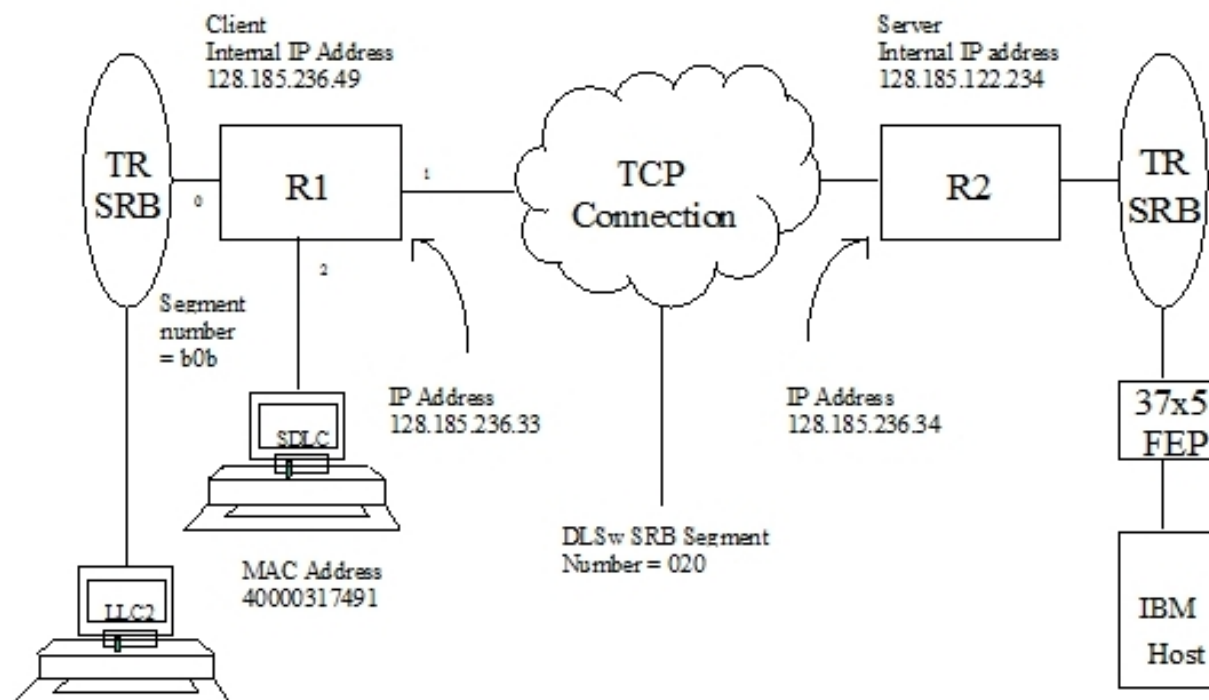 Client
Internal IP Address
128.185.236.49
Server
Internal IP address
128.185.122.234
TR
SRB
0
R1
1
2
TCP
Connection
R2
TR
SRB
Segment
number
= b0b
IP Address
128.185.236.33
IP Address
128.185.236.34
37x5
FEP
SDLC
MAC Address
40000317491
DLSw SRB Segment
Number = 020
LLC2
IBM
Host